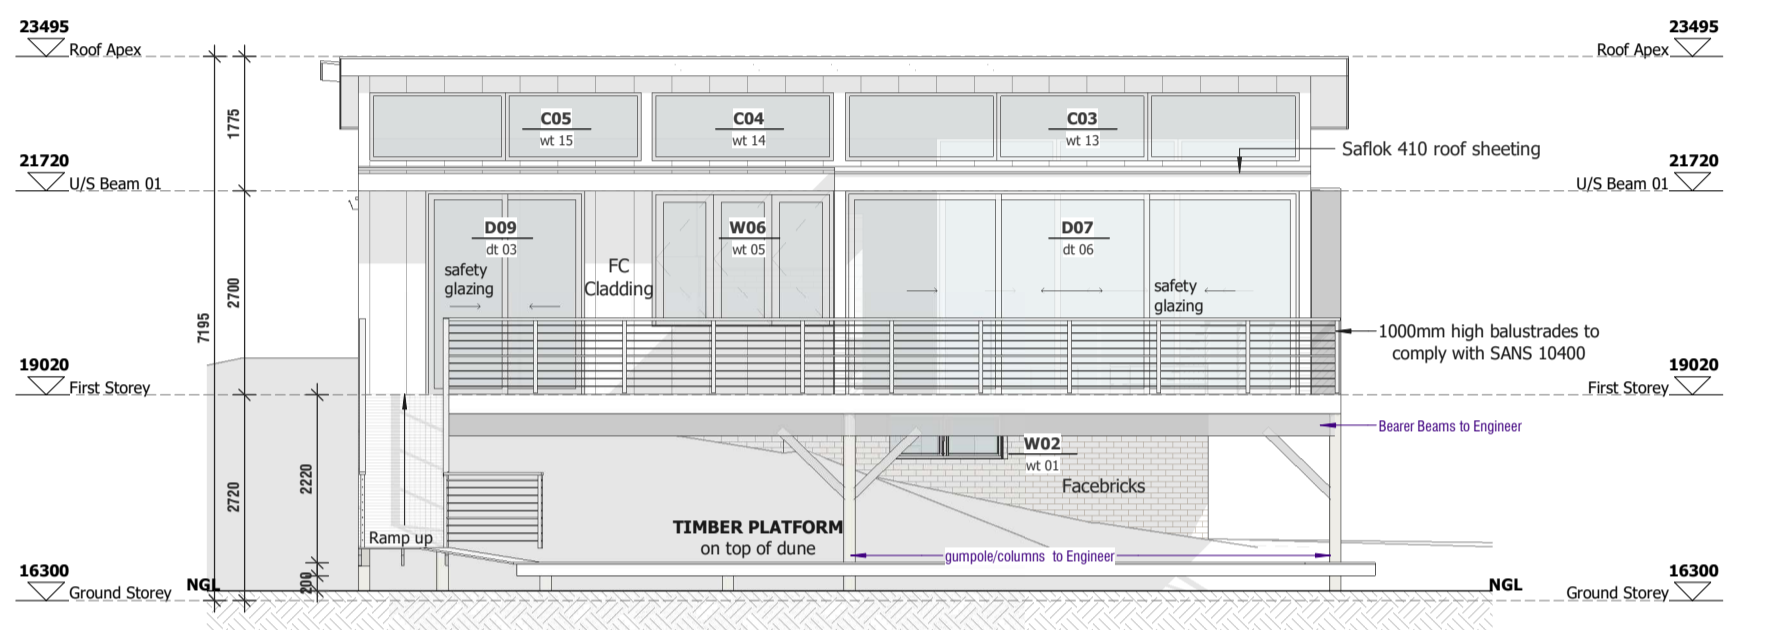 23495
Roof Apex
23495
Roof Apex
1775
C05
wt 15
C04
wt 14
C03
wt 13
Saflok 410 roof sheeting
21720
U/S Beam 01
21720
U/S Beam 01
D09
dt 03
W06
wt 05
D07
dt 06
safety
glazing
FC
Cladding
safety
glazing
2700
7195
1000mm high balustrades to
comply with SANS 10400
19020
First Storey
19020
First Storey
Bearer Beams to Engineer
W02
wt 01
Facebricks
2220
2720
TIMBER PLATFORM
on top of dune
Ramp up
gumpole/columns to Engineer
200
16300
Ground Storey
NGL
NGL
16300
Ground Storey